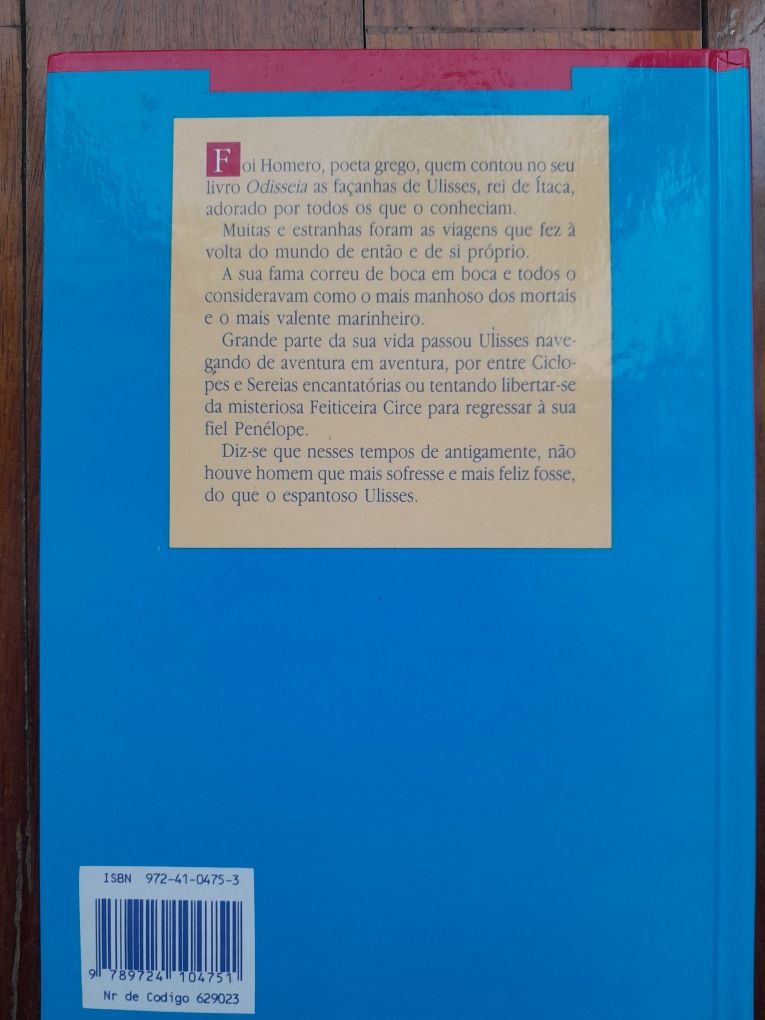 Foi Homero, poeta grego, quem contou no seu
livro Odisseia as façanhas de Ulisses, rei de Ítaca,
adorado por todos os que o conheciam.
Muitas e estranhas foram as viagens que fez à
volta do mundo de então e de si próprio.
A sua fama correu de boca em boca e todos o
consideravam como o mais manhoso dos mortais
e o mais valente marinheiro.
Grande parte da sua vida passou Ulisses nave-
gando de aventura em aventura, por entre Ciclo-
pes e Sereias encantatórias ou tentando libertar-se
da misteriosa Feiticeira Circe para regressar à sua
fiel Penélope.
Diz-se que nesses tempos de antigamente, não
houve homem que mais sofresse e mais feliz fosse,
do que o espantoso Ulisses.
ISBN 972-41-0475-3
9 789724 104751
Nr de Codigo 629023